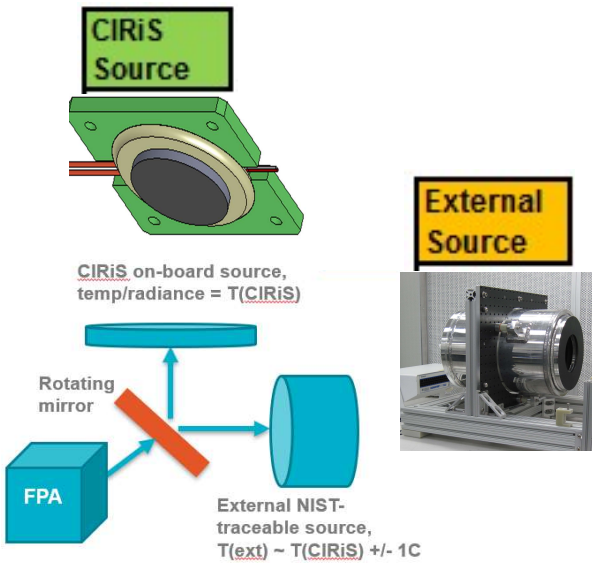 CIRiS
Source
External
Source
CIRiS on-board source,
temp/radiance = T(CIRiS)
Rotating
mirror
FPA
External NIST-
traceable source,
T(ext) ~ T(CIRiS) +/- 1C